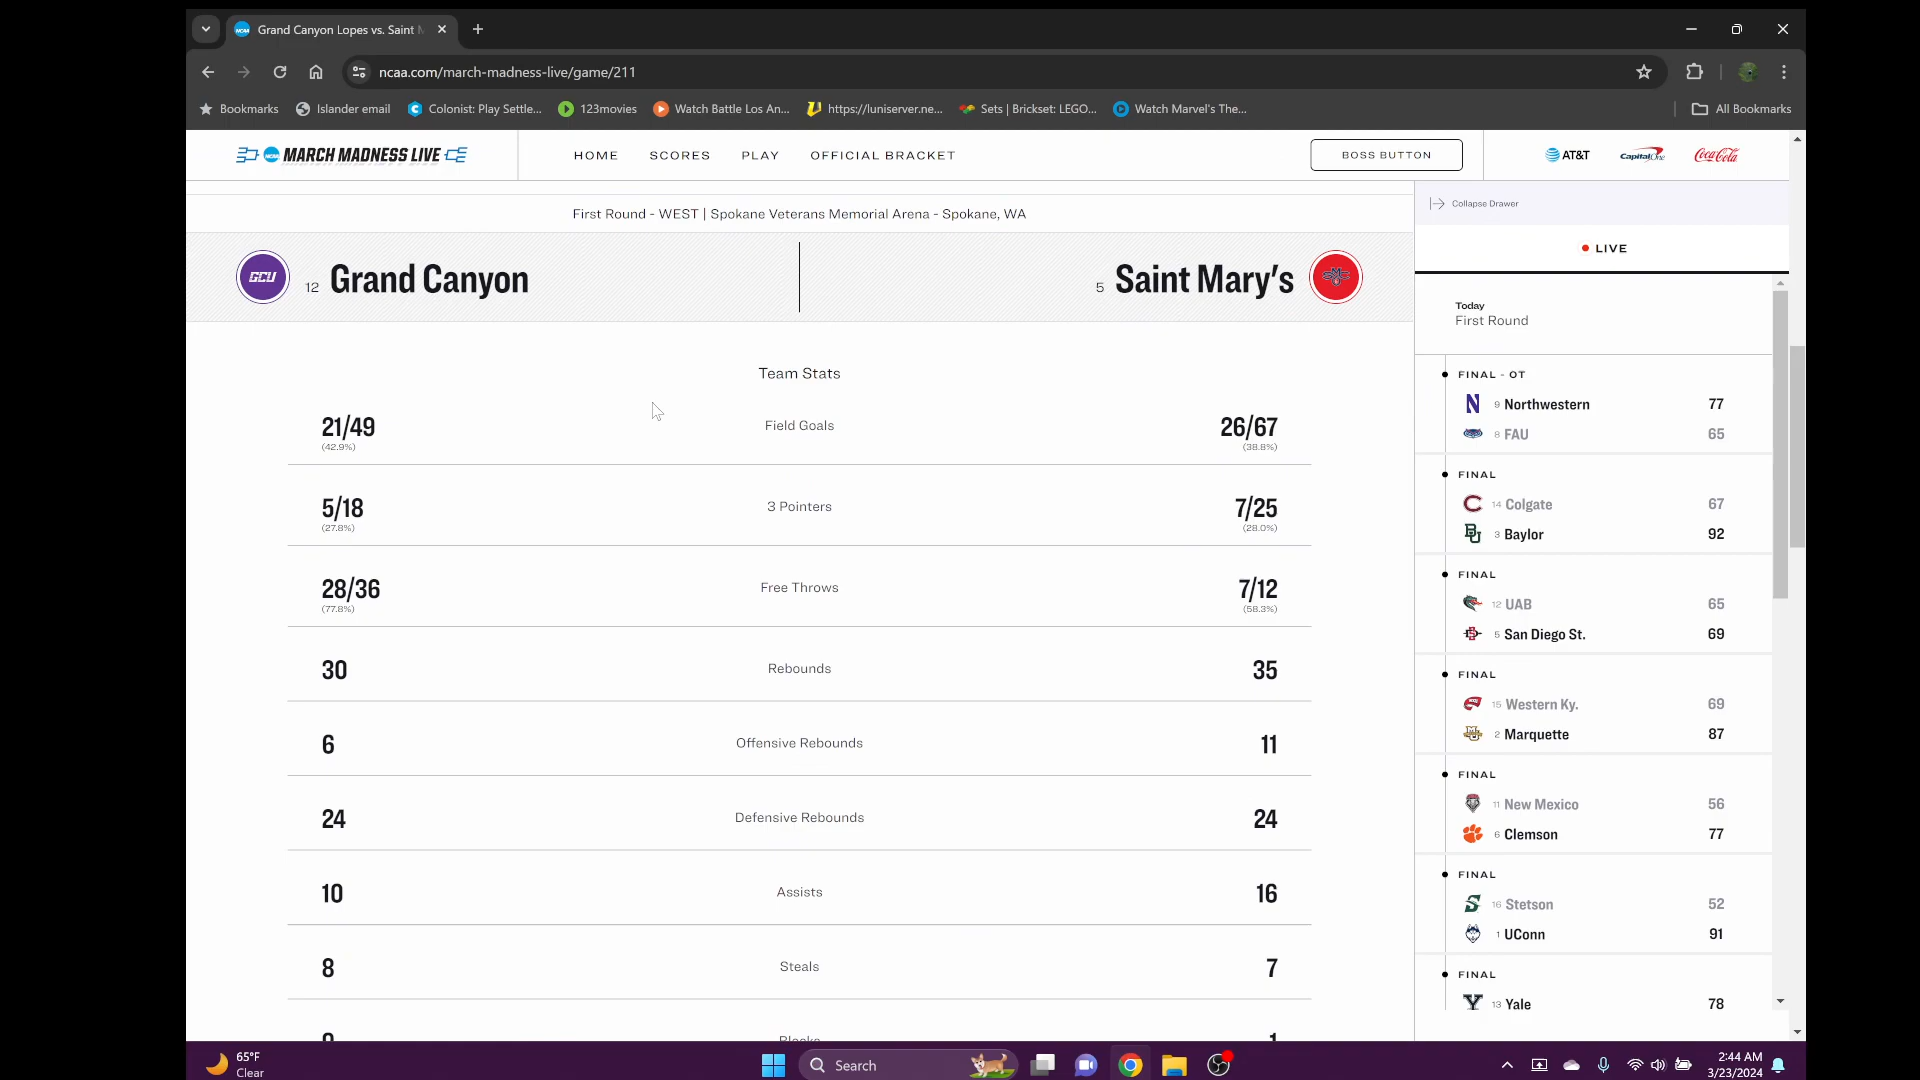 Grand Canyon Lopes vs. Saint M
ncaa.com/march-madness-live/game/211
Bookmarks
Islander email
Colonist: Play Settle...
123movies
Watch Battle Los An...
https://luniserver.ne...
Sets | Brickset: LEGO...
Watch Marvel's The...
All Bookmarks
NCAA MARCH MADNESS LIVE
HOME
SCORES
PLAY
OFFICIAL BRACKET
BOSS BUTTON
AT&T
Capital One
Coca-Cola
First Round - WEST | Spokane Veterans Memorial Arena - Spokane, WA
GCU
12 Grand Canyon
5 Saint Mary's
Team Stats
21/49 Field Goals 26/67
(42.9%) (38.8%)
5/18 3 Pointers 7/25
(27.8%) (28.0%)
28/36 Free Throws 7/12
(77.8%) (58.3%)
30 Rebounds 35
6 Offensive Rebounds 11
24 Defensive Rebounds 24
10 Assists 16
8 Steals 7
Blocks 1
Collapse Drawer
LIVE
Today
First Round
FINAL - OT
9 Northwestern 77
8 FAU 65
FINAL
14 Colgate 67
3 Baylor 92
FINAL
12 UAB 65
5 San Diego St. 69
FINAL
15 Western Ky. 69
2 Marquette 87
FINAL
11 New Mexico 56
6 Clemson 77
FINAL
16 Stetson 52
1 UConn 91
FINAL
13 Yale 78
65°F
Clear
Search
2:44 AM
3/23/2024